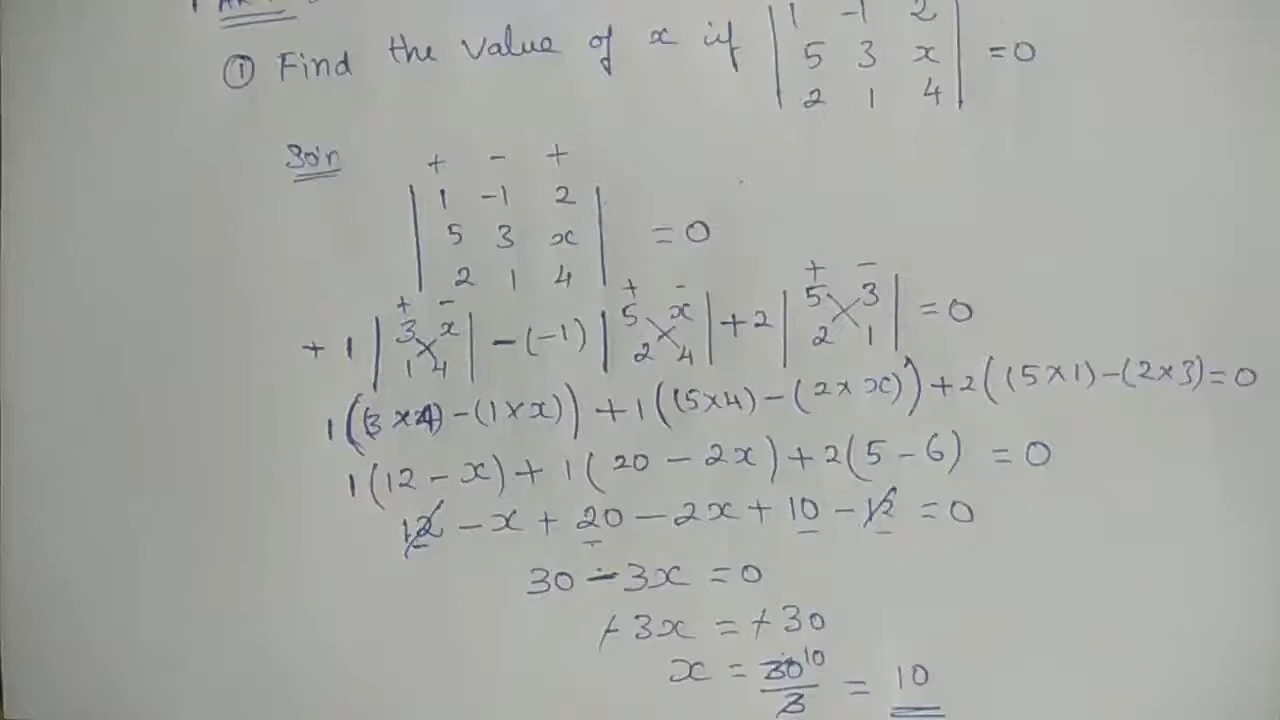 ① Find the value of x if | 1 -1 2 | = 0
5 3 x
2 1 4
Soln
+ - +
| 1 -1 2 |
| 5 3 x | = 0
| 2 1 4 |
+ - + - + -
+ 1 | 3 x | - (-1) | 5 x | + 2 | 5 3 | = 0
1 4 2 4 2 1
1((3 × 4) - (1 × x)) + 1((5×4) - (2 × x)) + 2((5×1) - (2×3) = 0
1(12 - x) + 1(20 - 2x) + 2(5 - 6) = 0
12 - x + 20 - 2x + 10 - 12 = 0
30 - 3x = 0
-3x = -30
x = 30/3 10 = 10